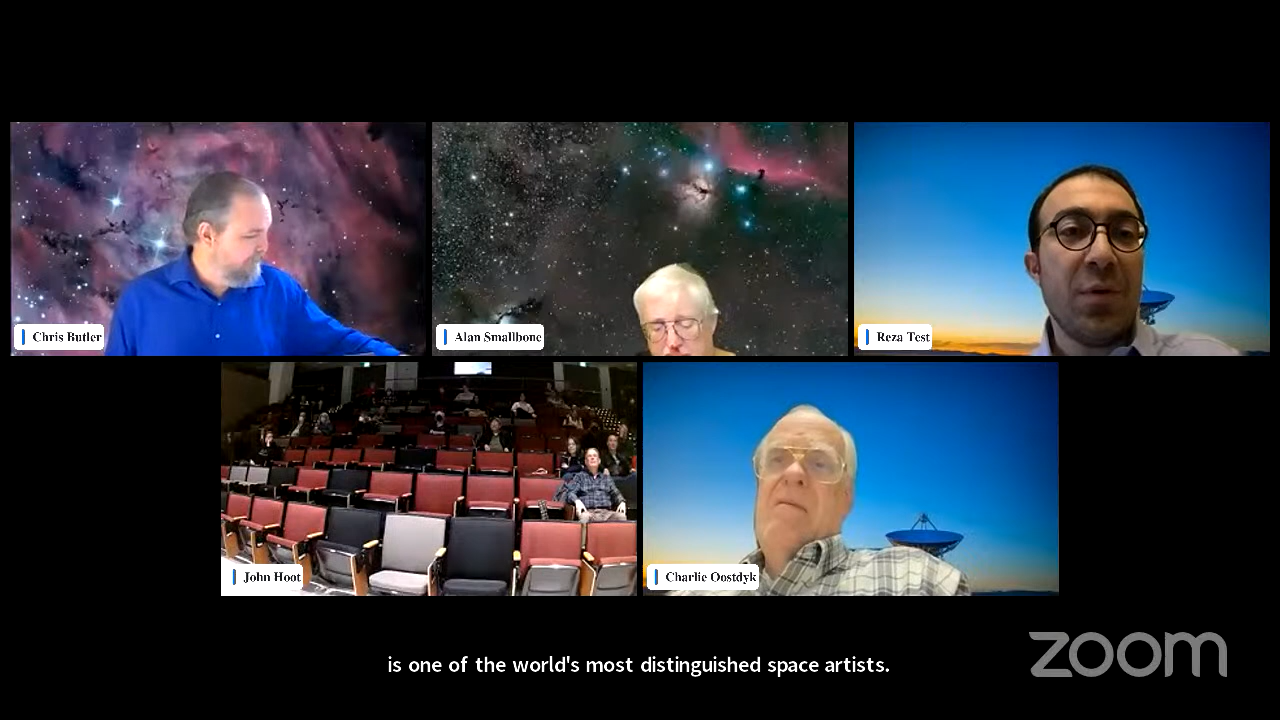 Chris Butler
Alan Smallbone
Reza Test
John Hoot
Charlie Oostdyk
is one of the world's most distinguished space artists.
zoom